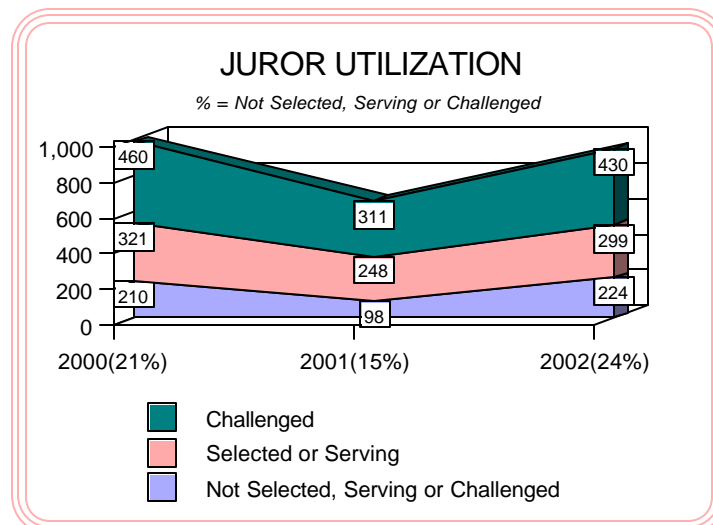 JUROR UTILIZATION
% = Not Selected, Serving or Challenged
1,000
800
600
400
200
0
460
311
430
321
248
299
210
98
224
2000(21%) 2001(15%) 2002(24%)
Challenged
Selected or Serving
Not Selected, Serving or Challenged